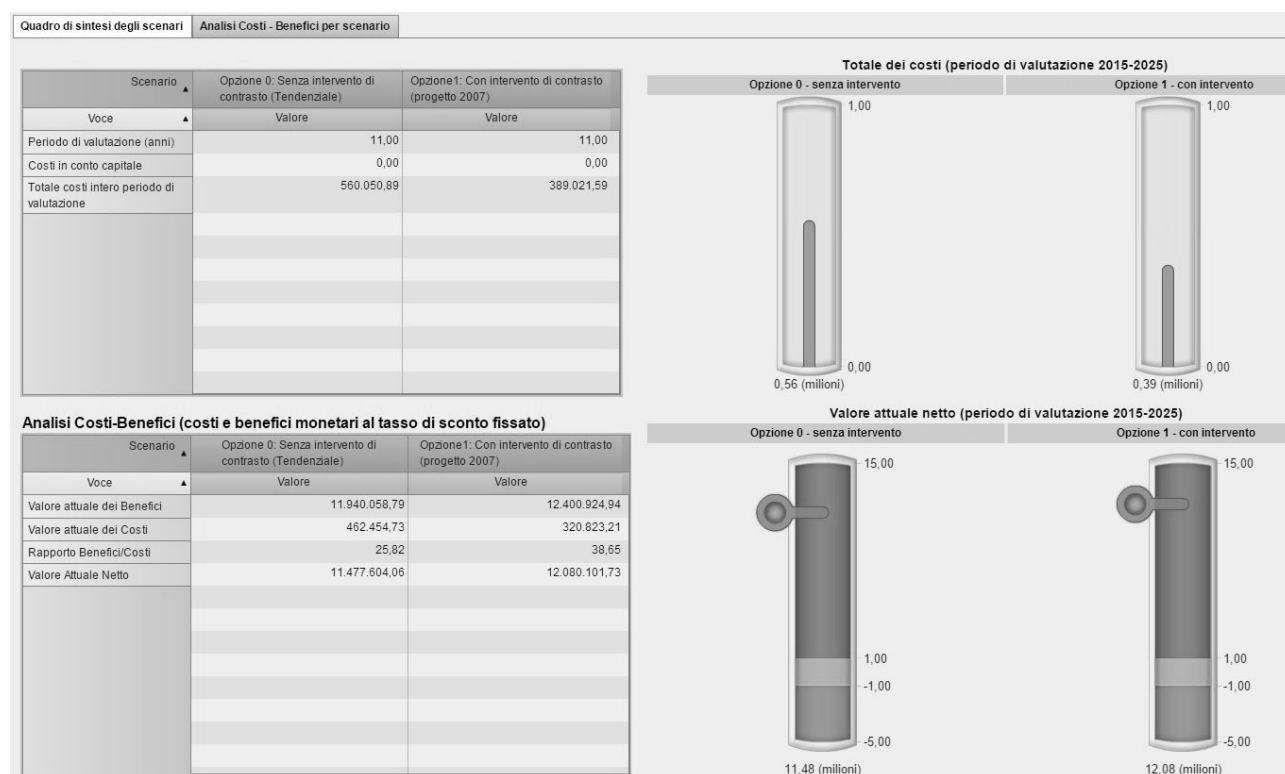 Quadro di sintesi degli scenari Analisi Costi - Benefici per scenario
Scenario Opzione 0: Senza intervento di contrasto (Tendenziale) Opzione1: Con intervento di contrasto (progetto 2007)
Voce Valore Valore
Periodo di valutazione (anni) 11,00 11,00
Costi in conto capitale 0,00 0,00
Totale costi intero periodo di valutazione 560.050,89 389.021,59
Totale dei costi (periodo di valutazione 2015-2025)
Opzione 0 - senza intervento Opzione 1 - con intervento
1,00 1,00
0,00 0,00
0,56 (milioni) 0,39 (milioni)
Analisi Costi-Benefici (costi e benefici monetari al tasso di sconto fissato)
Scenario Opzione 0: Senza intervento di contrasto (Tendenziale) Opzione1: Con intervento di contrasto (progetto 2007)
Voce Valore Valore
Valore attuale dei Benefici 11.940.058,79 12.400.924,94
Valore attuale dei Costi 462.454,73 320.823,21
Rapporto Benefici/Costi 25,82 38,65
Valore Attuale Netto 11.477.604,06 12.080.101,73
Valore attuale netto (periodo di valutazione 2015-2025)
Opzione 0 - senza intervento Opzione 1 - con intervento
15,00 15,00
1,00 1,00
-1,00 -1,00
-5,00 -5,00
11,48 (milioni) 12,08 (milioni)